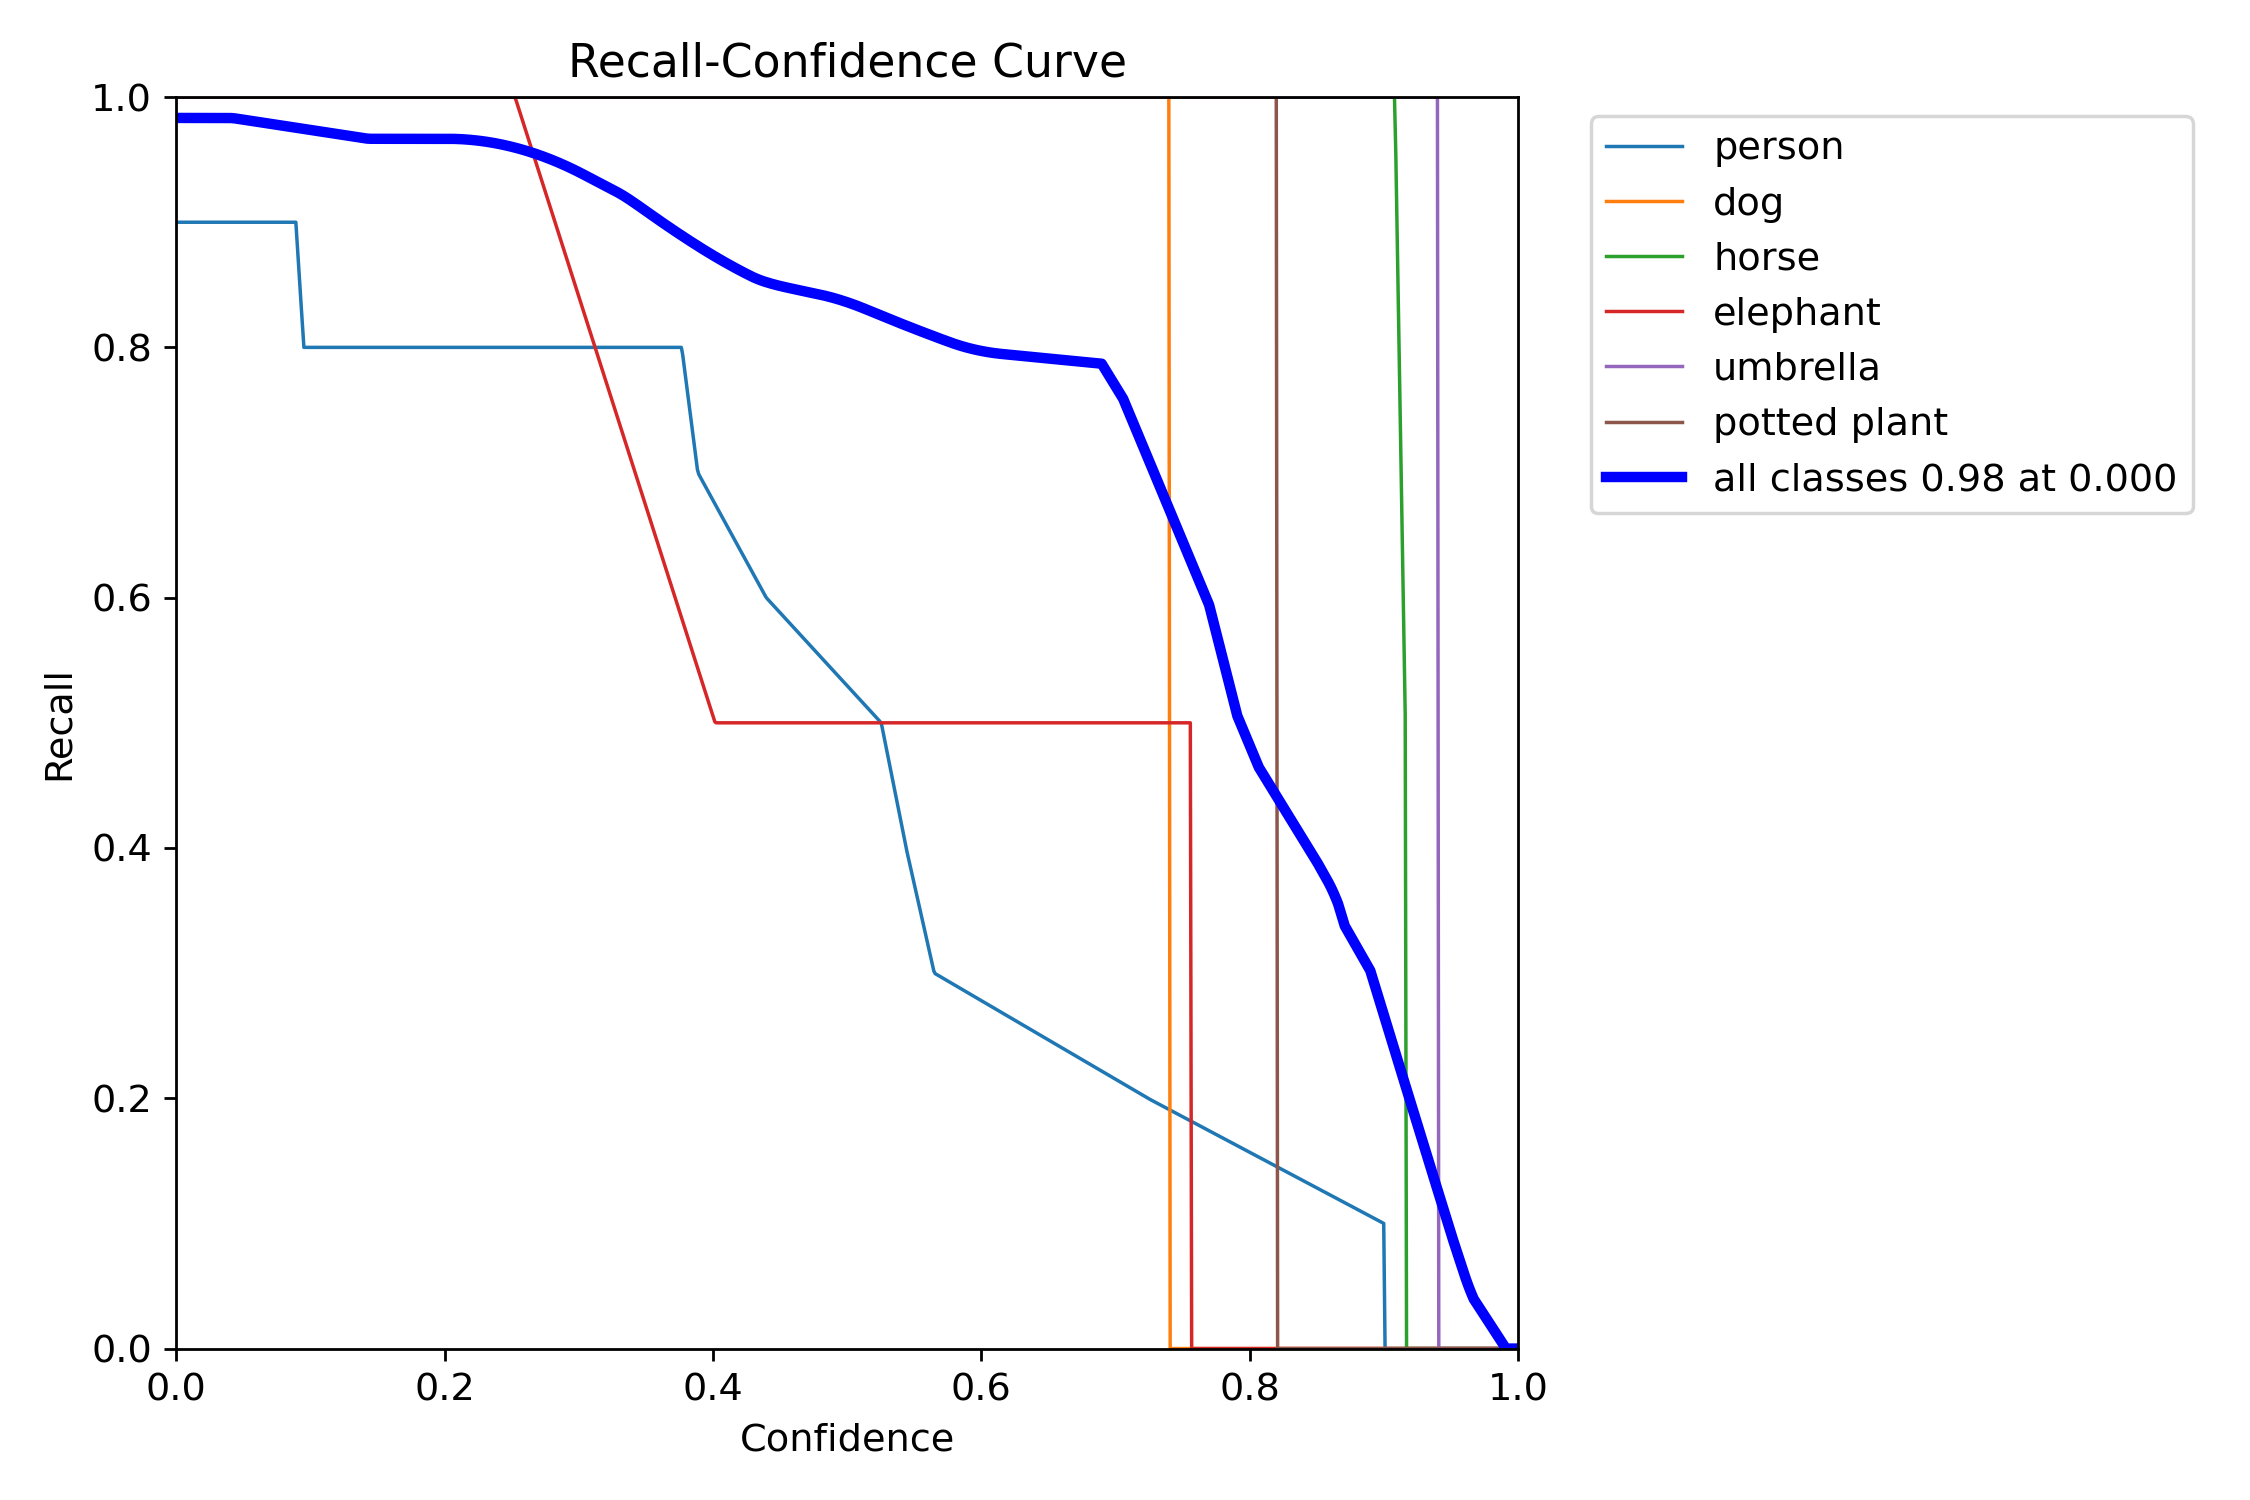 Recall-Confidence Curve
1.0
0.8
0.6
0.4
0.2
0.0
Recall
0.0 0.2 0.4 0.6 0.8 1.0
Confidence
person
dog
horse
elephant
umbrella
potted plant
all classes 0.98 at 0.000